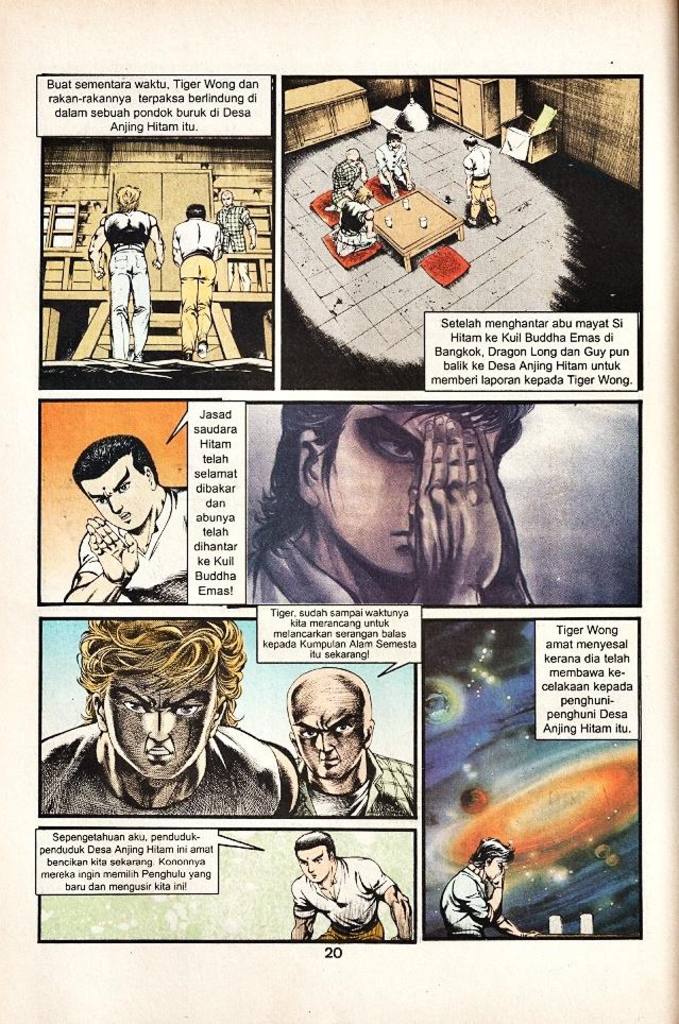 Buat sementara waktu, Tiger Wong dan
rakan-rakannya terpaksa berlindung di
dalam sebuah pondok buruk di Desa
Anjing Hitam itu.
Setelah menghantar abu mayat Si
Hitam ke Kuil Buddha Emas di
Bangkok, Dragon Long dan Guy pun
balik ke Desa Anjing Hitam untuk
memberi laporan kepada Tiger Wong.
Jasad
saudara
Hitam
telah
selamat
dibakar
dan
abunya
telah
dihantar
ke Kuil
Buddha
Emas!
Tiger, sudah sampai waktunya
kita merancang untuk
melancarkan serangan balas
kepada Kumpulan Alam Semesta
itu sekarang!
Tiger Wong
amat menyesal
kerana dia telah
membawa ke-
celakaan kepada
penghuni-
penghuni Desa
Anjing Hitam itu.
Sepengetahuan aku, penduduk-
penduduk Desa Anjing Hitam ini amat
bencikan kita sekarang. Kononnya
mereka ingin memilih Penghulu yang
baru dan mengusir kita ini!
20